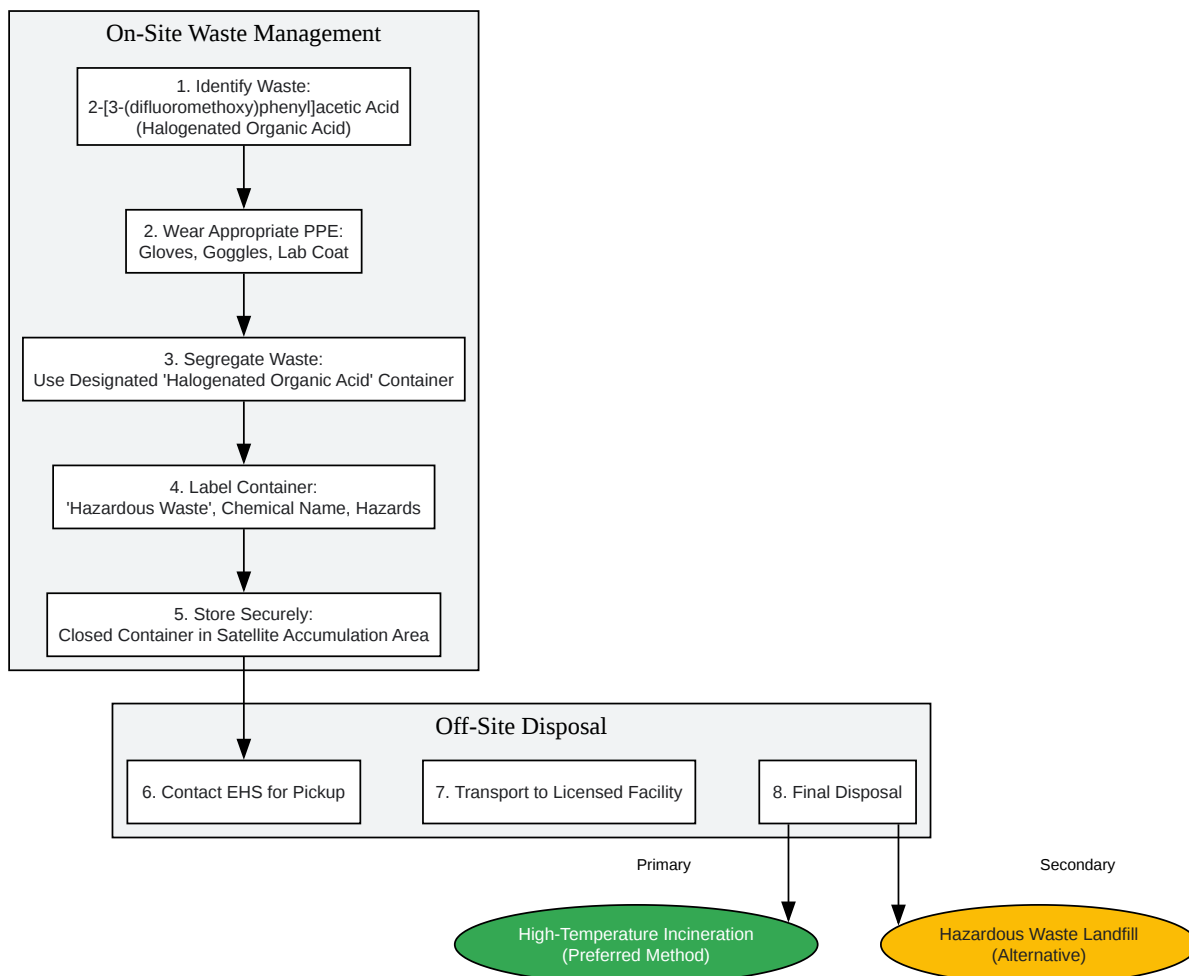 On-Site Waste Management
1. Identify Waste:
2-[3-(difluoromethoxy)phenyl]acetic Acid
(Halogenated Organic Acid)
2. Wear Appropriate PPE:
Gloves, Goggles, Lab Coat
3. Segregate Waste:
Use Designated 'Halogenated Organic Acid' Container
4. Label Container:
'Hazardous Waste', Chemical Name, Hazards
5. Store Securely:
Closed Container in Satellite Accumulation Area
Off-Site Disposal
6. Contact EHS for Pickup
7. Transport to Licensed Facility
8. Final Disposal
Primary
Secondary
High-Temperature Incineration
(Preferred Method)
Hazardous Waste Landfill
(Alternative)